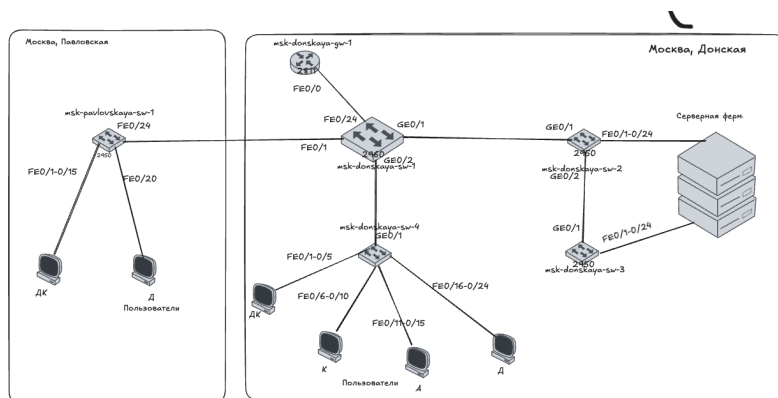 Москва, Павловская
msk-donskaya-gw-1
Москва, Донская
FE0/0
msk-pavlovskaya-sw-1
FE0/24
2950
FE0/24
GE0/1
FE0/1
2950
GE0/2
msk-donskaya-sw-1
GE0/1
FE0/1-0/24
2950
msk-donskaya-sw-2
GE0/2
Серверная ферм
FE0/1-0/15
FE0/20
msk-donskaya-sw-4
GE0/1
GE0/1
FE0/1-0/24
2950
msk-donskaya-sw-3
FE0/1-0/5
FE0/6-0/10
FE0/11-0/15
FE0/16-0/24
ДК
Д
Пользователи
ДК
К
А
Д
Пользователи